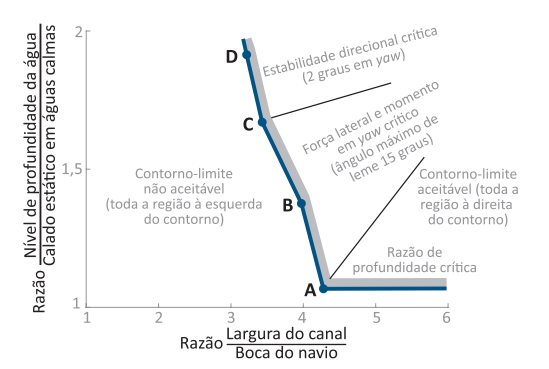 Razão Nível de profundidade da água
Calado estático em águas calmas
2
1,5
1
D
C
B
A
Estabilidade direcional crítica
(2 graus em yaw)
Força lateral e momento
em yaw crítico
(ângulo máximo de
leme 15 graus)
Contorno-limite
não aceitável
(toda a região à esquerda
do contorno)
Contorno-limite
aceitável (toda a
região à direita
do contorno)
Razão de
profundidade crítica
1 2 3 4 5 6
Razão Largura do canal
Boca do navio